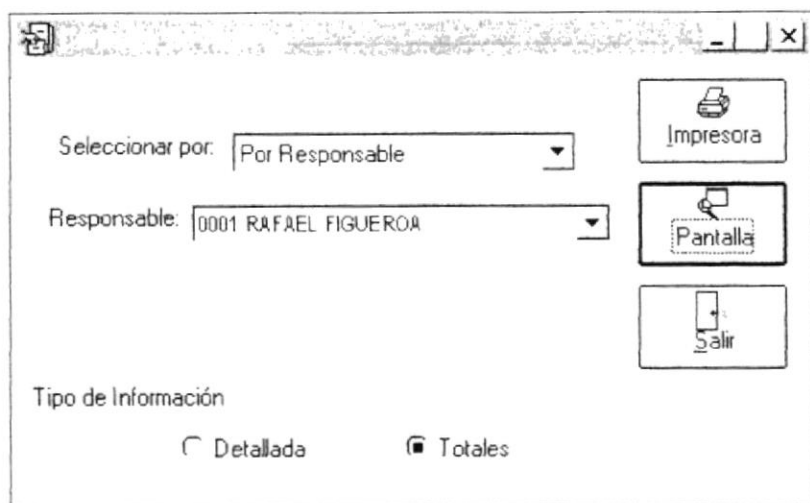 Impresora
Seleccionar por: Por Responsable
Responsable: 0001 RAFAEL FIGUEROA
Pantalla
Salir
Tipo de Información
Detallada
Totales